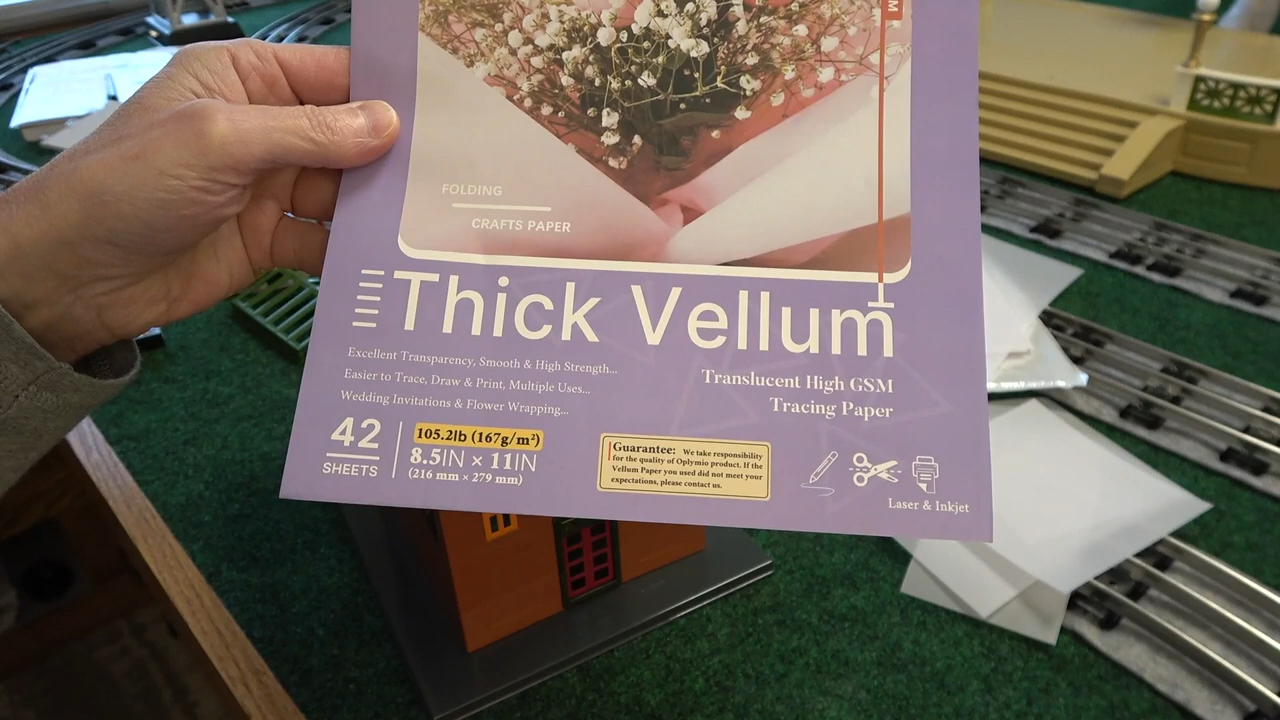 M
FOLDING
CRAFTS PAPER
Thick Vellum
Excellent Transparency, Smooth & High Strength...
Easier to Trace, Draw & Print, Multiple Uses...
Wedding Invitations & Flower Wrapping...
Translucent High GSM
Tracing Paper
42
SHEETS
105.2lb (167g/m²)
8.5IN × 11IN
(216 mm × 279 mm)
Guarantee: We take responsibility
for the quality of Oplymio product. If the
Vellum Paper you used did not meet your
expectations, please contact us.
Laser & Inkjet